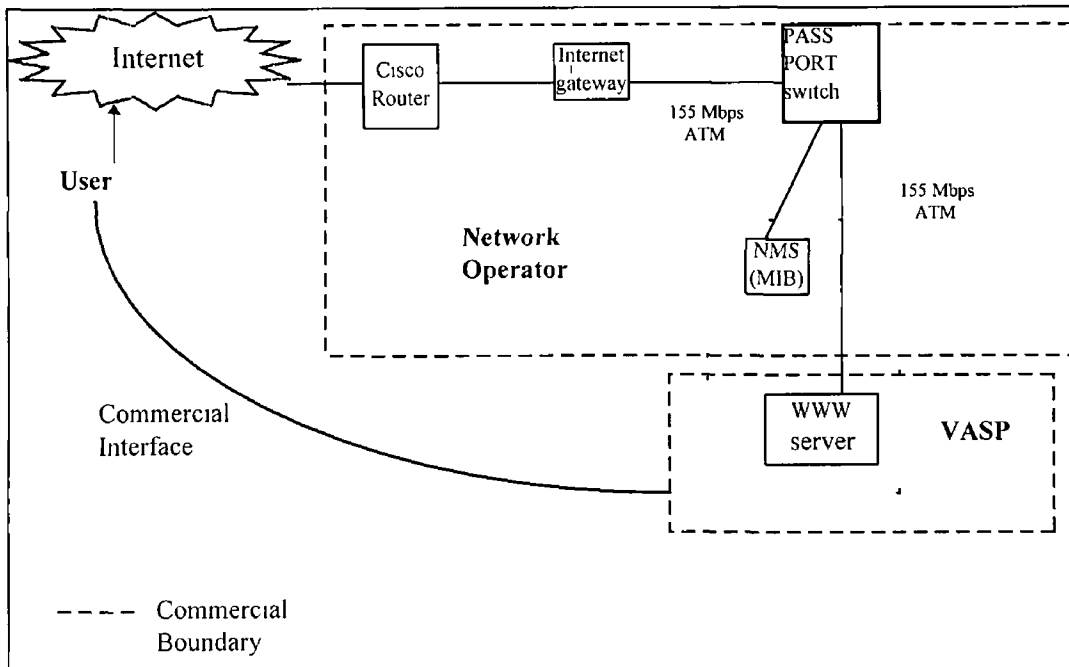 Internet
Cisco
Router
Internet
gateway
PASS
PORT
switch
155 Mbps
ATM
User
155 Mbps
ATM
Network
Operator
NMS
(MIB)
Commercial
Interface
WWW
server
VASP
Commercial
Boundary